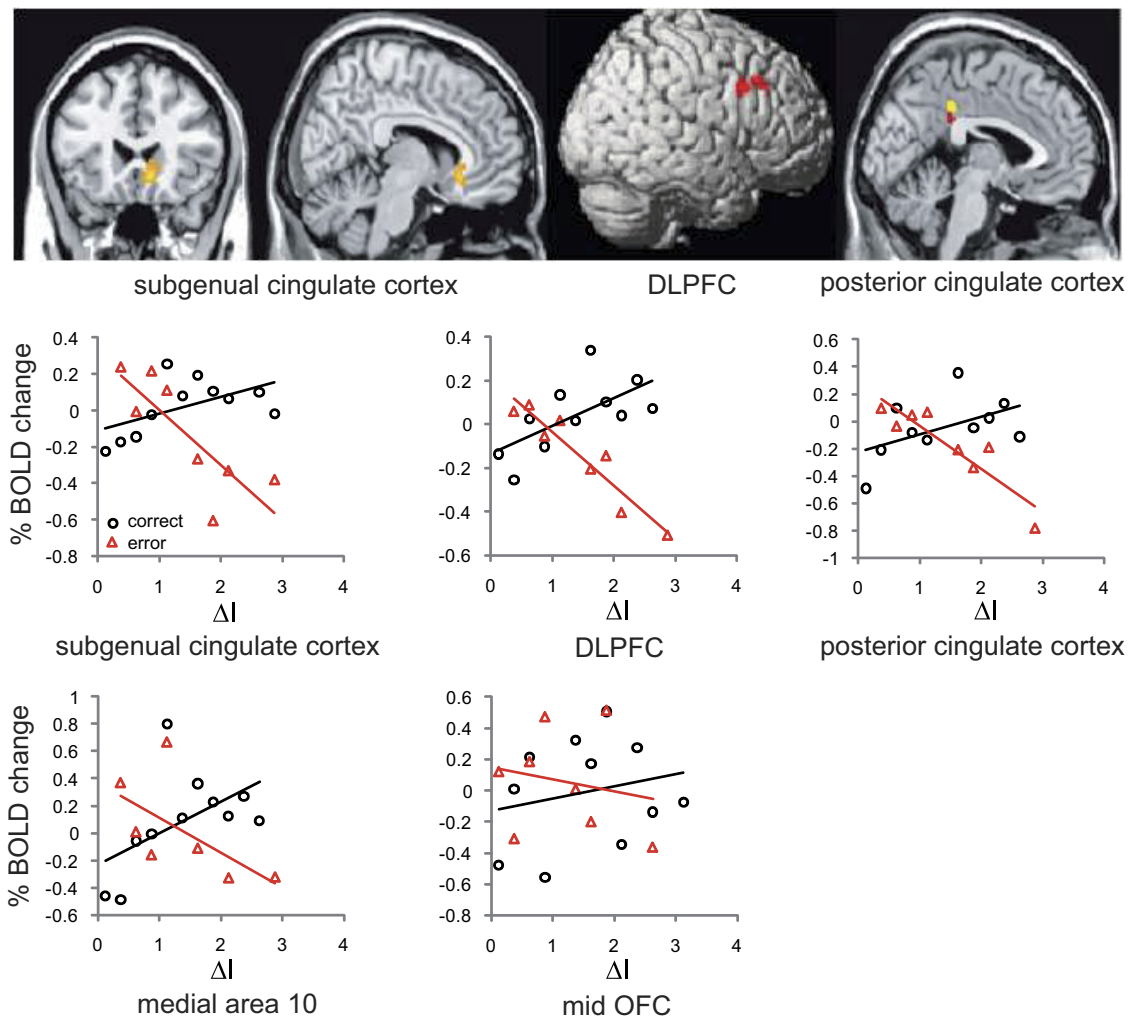 subgenual cingulate cortex DLPFC posterior cingulate cortex
% BOLD change
0.4
0.2
0
-0.2
-0.4
-0.6
-0.8
correct
error
0 1 2 3 4
ΔI
0.4
0.2
0
-0.2
-0.4
-0.6
0 1 2 3 4
ΔI
0.6
0.4
0.2
0
-0.2
-0.4
-0.6
-0.8
-1
0 1 2 3 4
ΔI
subgenual cingulate cortex DLPFC posterior cingulate cortex
% BOLD change
1
0.8
0.6
0.4
0.2
0
-0.2
-0.4
-0.6
0 1 2 3 4
ΔI
0.6
0.4
0.2
0
-0.2
-0.4
-0.6
-0.8
0 1 2 3 4
ΔI
medial area 10 mid OFC